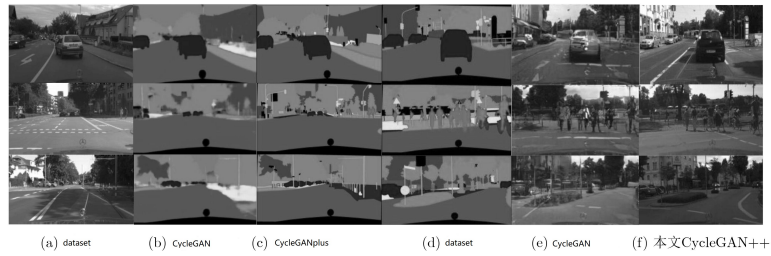 (a) dataset (b) CycleGAN (c) CycleGANplus (d) dataset (e) CycleGAN (f) 本文CycleGAN++